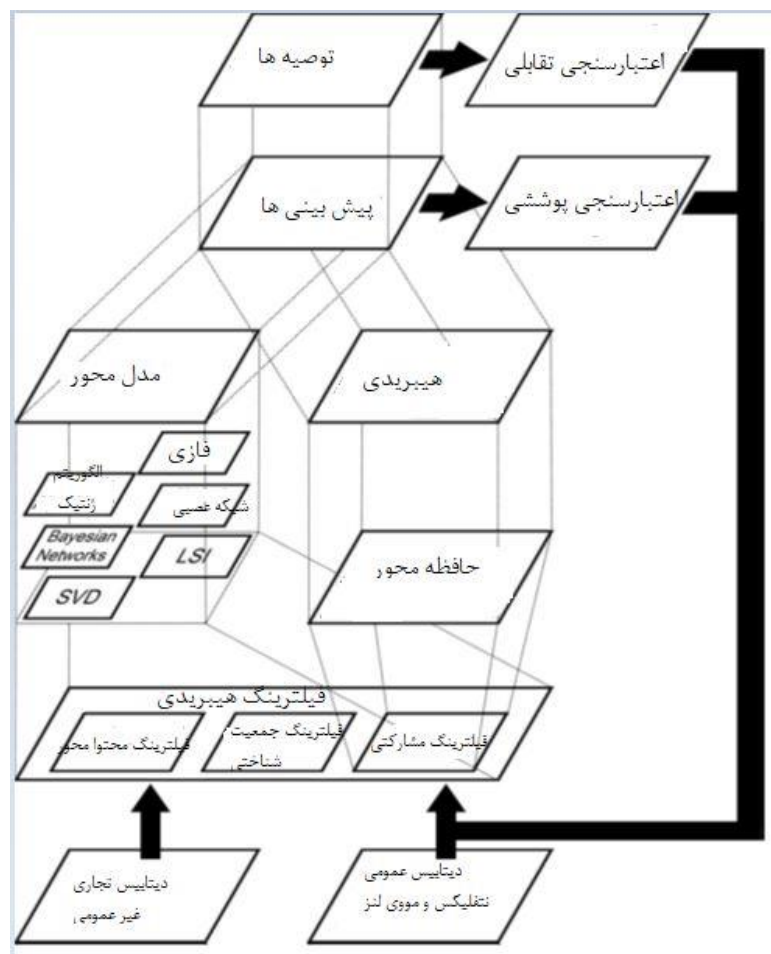 توصیه ها
اعتبارسنجی تقابلی
پیش بینی ها
اعتبارسنجی پوششی
مدل محور
هیبریدی
فازی
الگوریتم
ژنتیک
شبکه عصبی
Bayesian
Networks
LSI
SVD
حافظه محور
فیلترینگ هیبریدی
فیلترینگ محتوا محور
فیلترینگ جمعیت
شناختی
فیلترینگ مشارکتی
دیتابیس تجاری
غیر عمومی
دیتابیس عمومی
نتفلیکس و مووی لنز